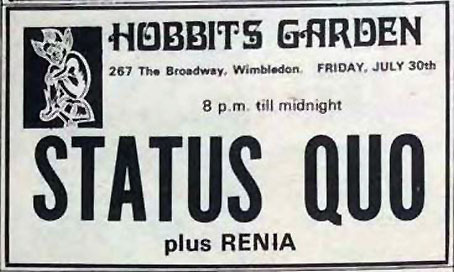 HOBBITS GARDEN
267 The Broadway, Wimbledon. FRIDAY, JULY 30th
8 p.m. till midnight
STATUS QUO
plus RENIA